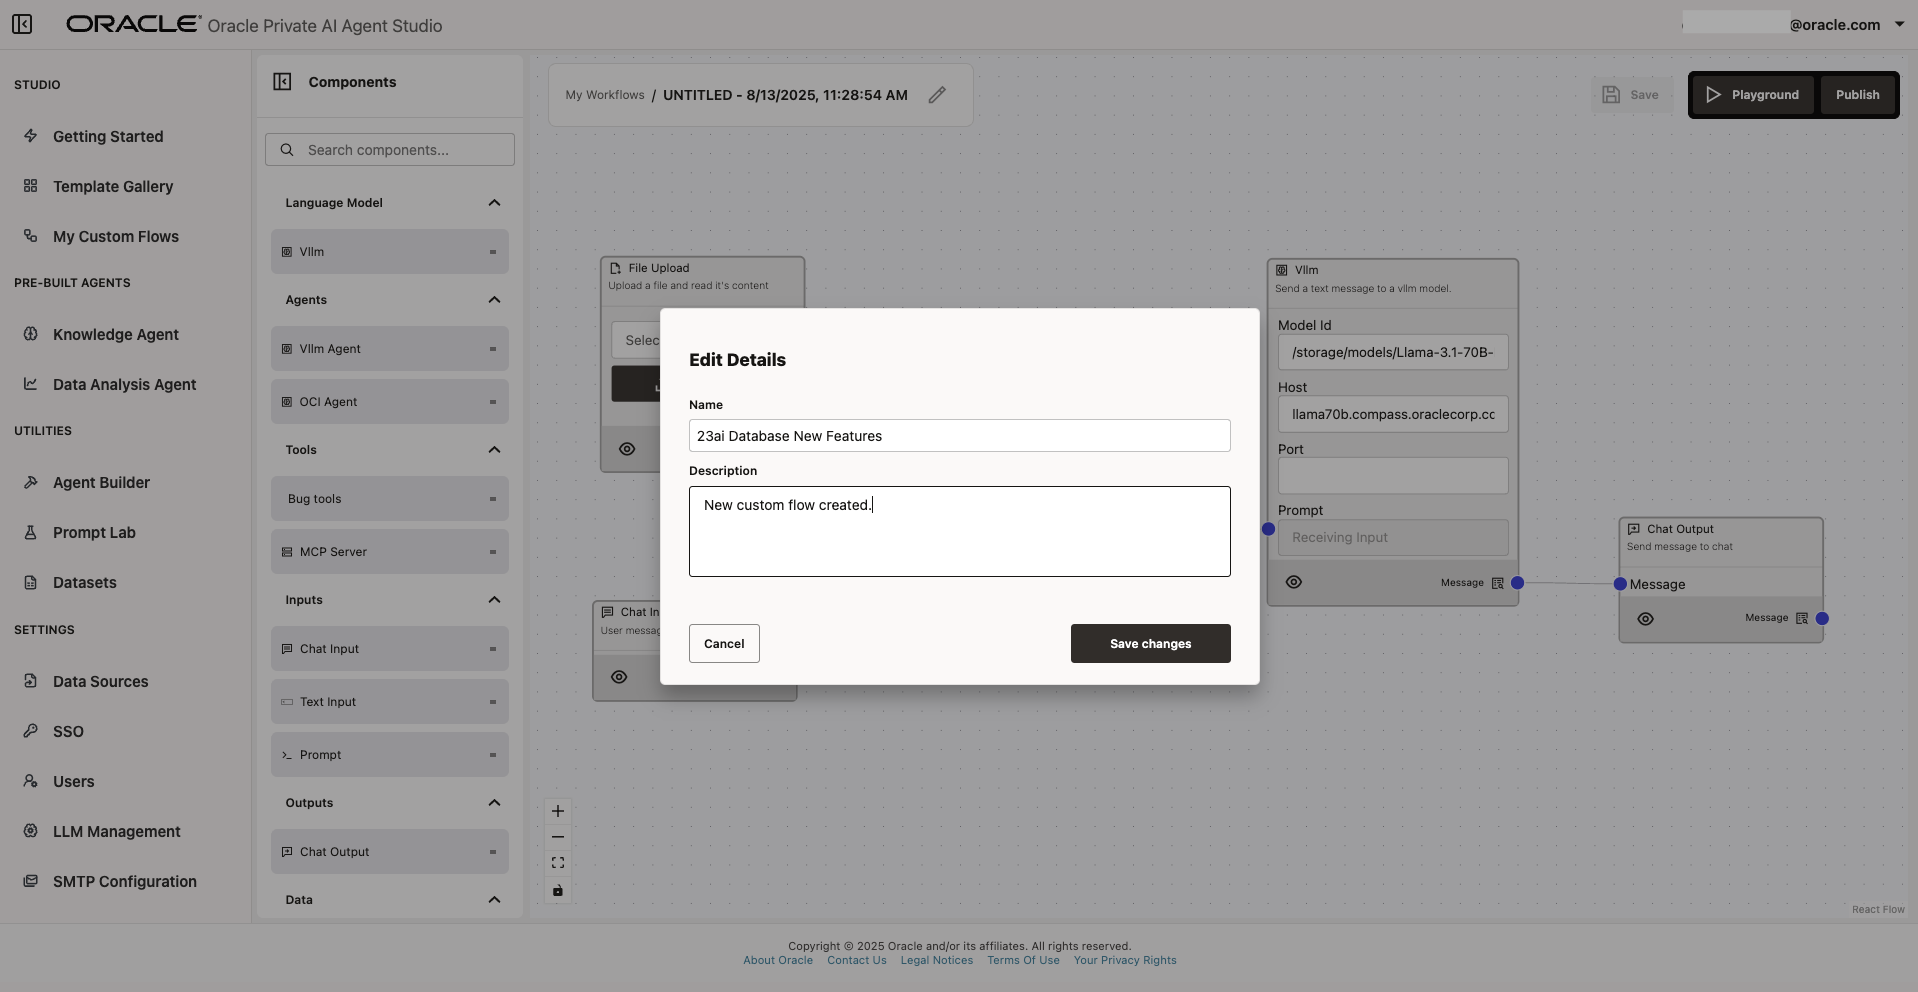 ORACLE Oracle Private AI Agent Studio
@oracle.com
STUDIO
Getting Started
Template Gallery
My Custom Flows
PRE-BUILT AGENTS
Knowledge Agent
Data Analysis Agent
UTILITIES
Agent Builder
Prompt Lab
Datasets
SETTINGS
Data Sources
SSO
Users
LLM Management
SMTP Configuration
Components
Search components...
Language Model
Vllm
Agents
Vllm Agent
OCI Agent
Tools
Bug tools
MCP Server
Inputs
Chat Input
Text Input
Prompt
Outputs
Chat Output
Data
My Workflows / UNTITLED - 8/13/2025, 11:28:54 AM
Save
Playground
Publish
File Upload
Upload a file and read it's content
Selec
Chat In
User messag
Edit Details
Name
23ai Database New Features
Description
New custom flow created.
Cancel
Save changes
Vllm
Send a text message to a vllm model.
Model Id
/storage/models/Llama-3.1-70B-
Host
llama70b.compass.oraclecorp.cc
Port
Prompt
Receiving Input
Message
Chat Output
Send message to chat
Message
Message
React Flow
Copyright © 2025 Oracle and/or its affiliates. All rights reserved.
About Oracle Contact Us Legal Notices Terms Of Use Your Privacy Rights